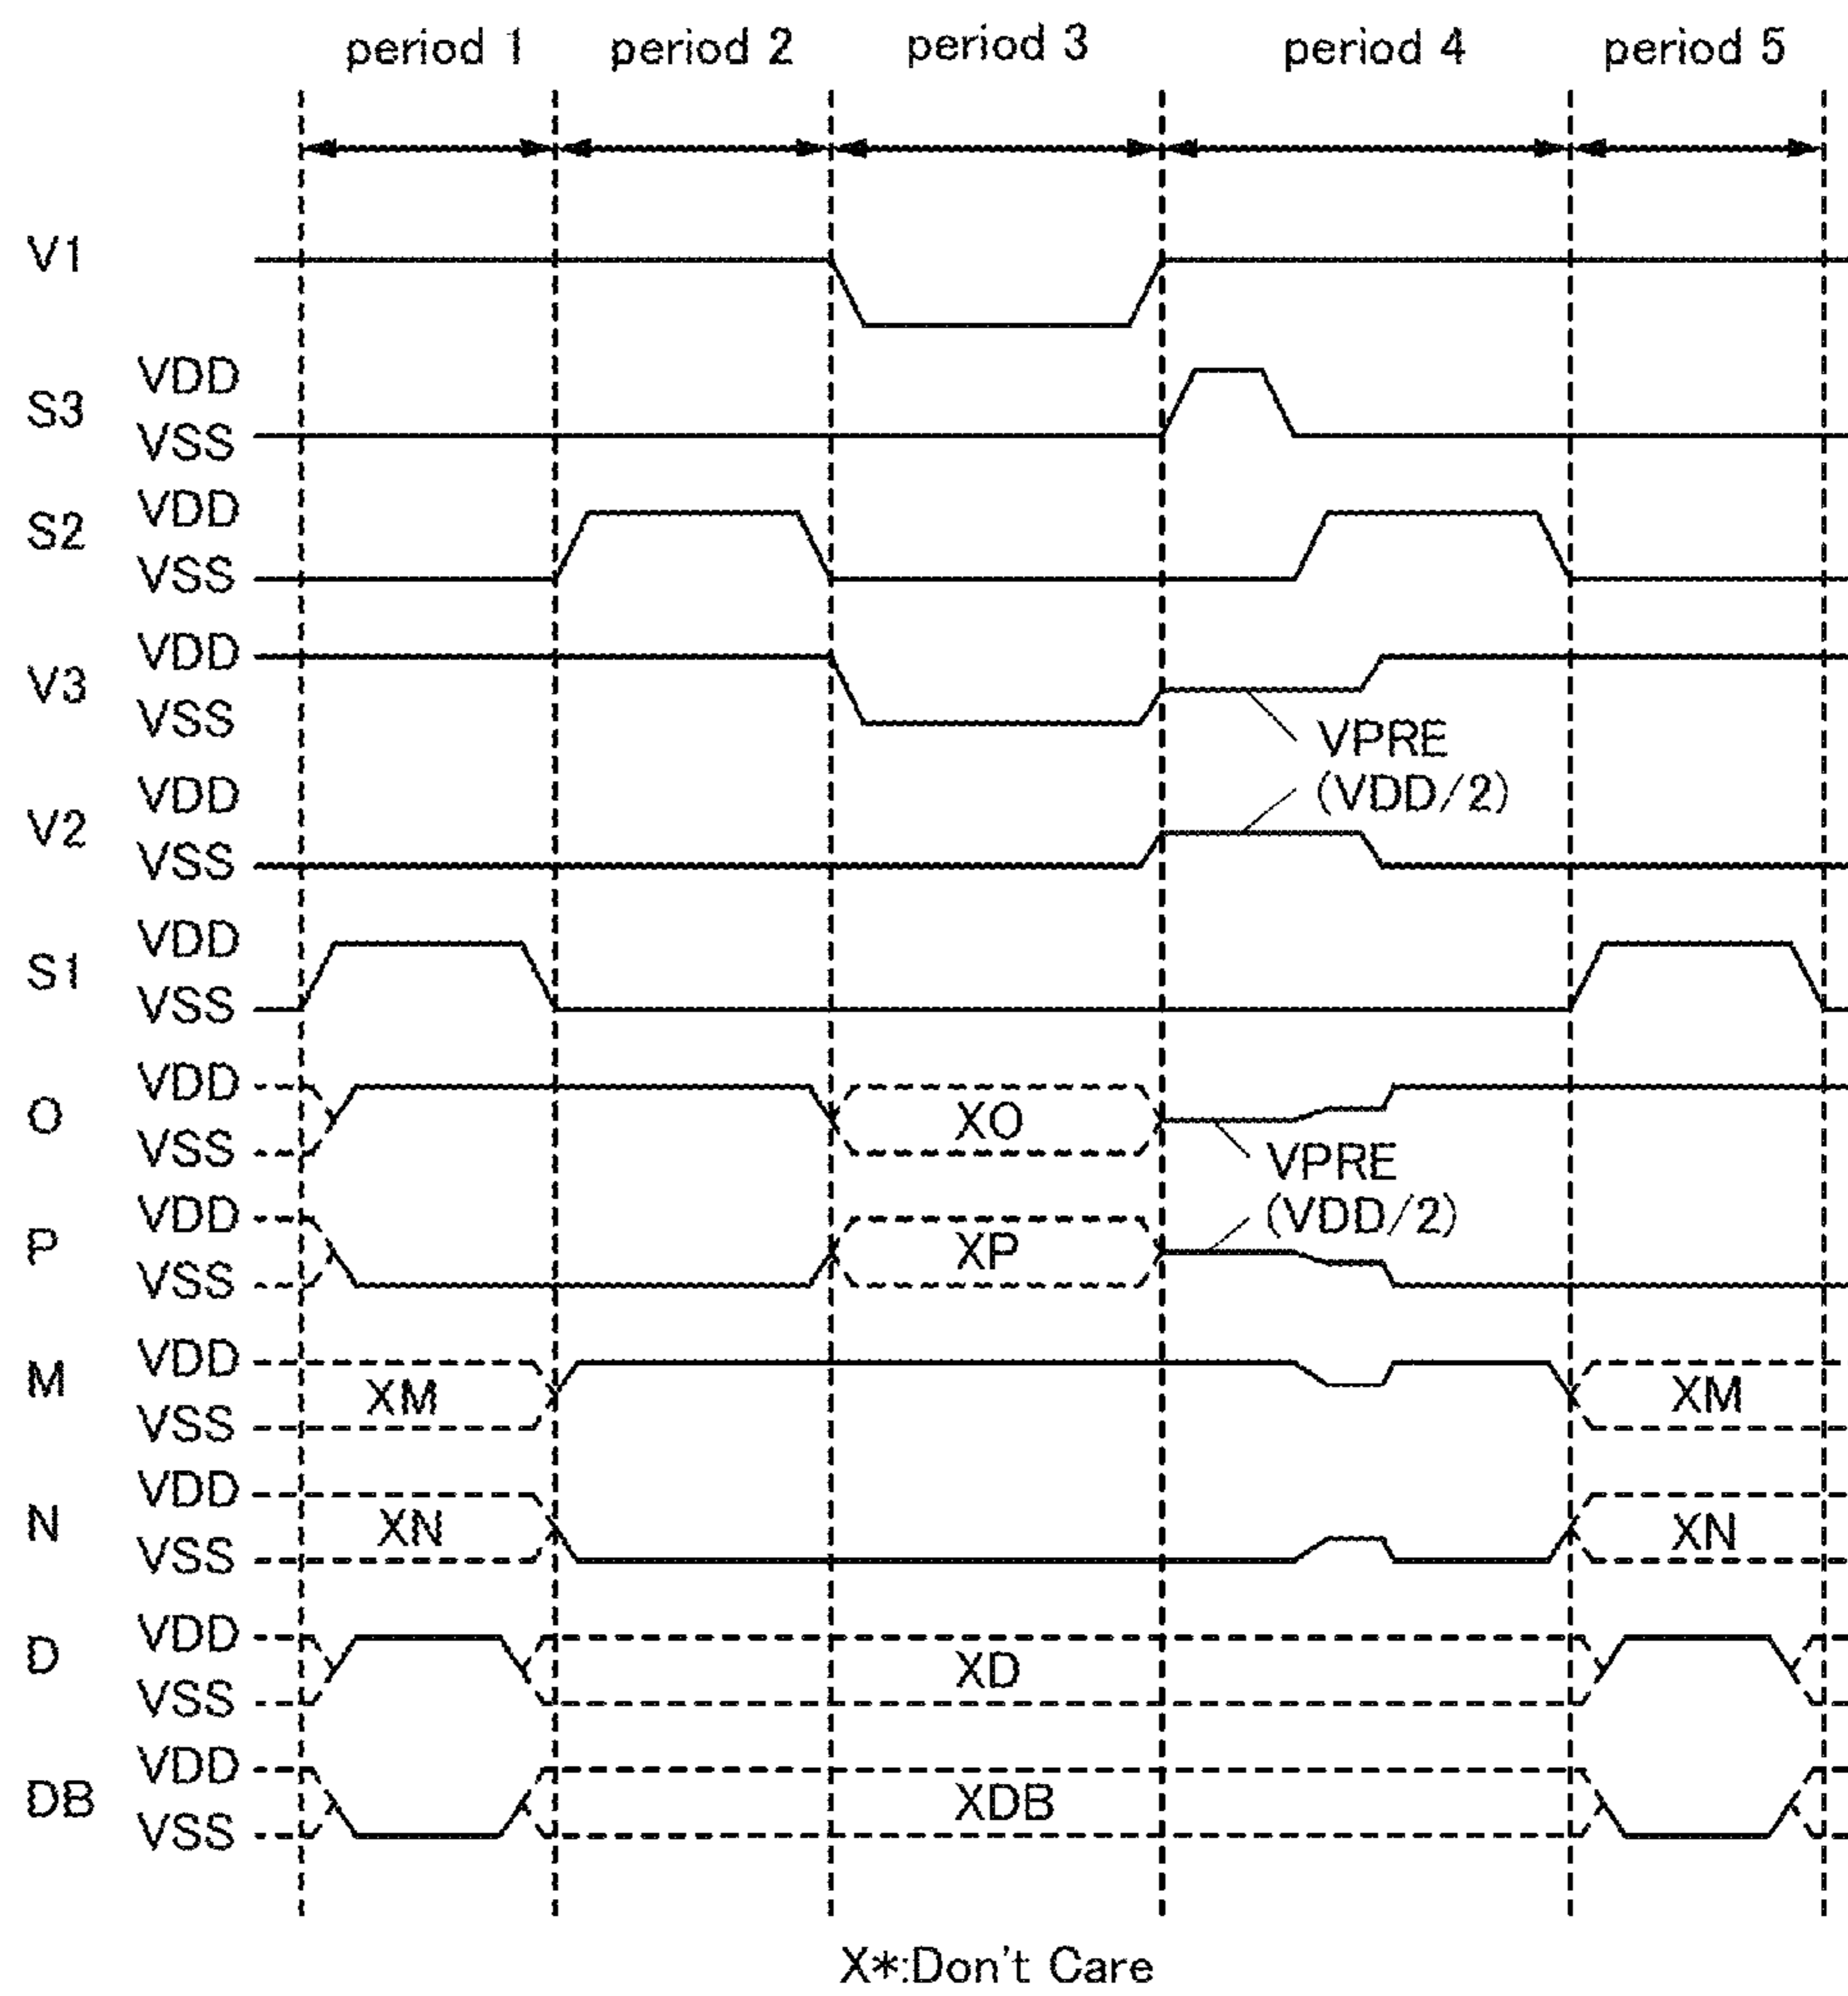 period 1 period 2 period 3 period 4 period 5
V1
VDD
S3
VSS
VDD
S2
VSS
VDD
V3
VSS
VPRE
(VDD/2)
VDD
V2
VSS
VDD
S1
VSS
VDD
O
XO
VSS
VPRE
(VDD/2)
VDD
P
XP
VSS
VDD
M
XM XM
VSS
VDD
N
XN XN
VSS
VDD
D
XD
VSS
VDD
DB
XDB
VSS
X*:Don't Care